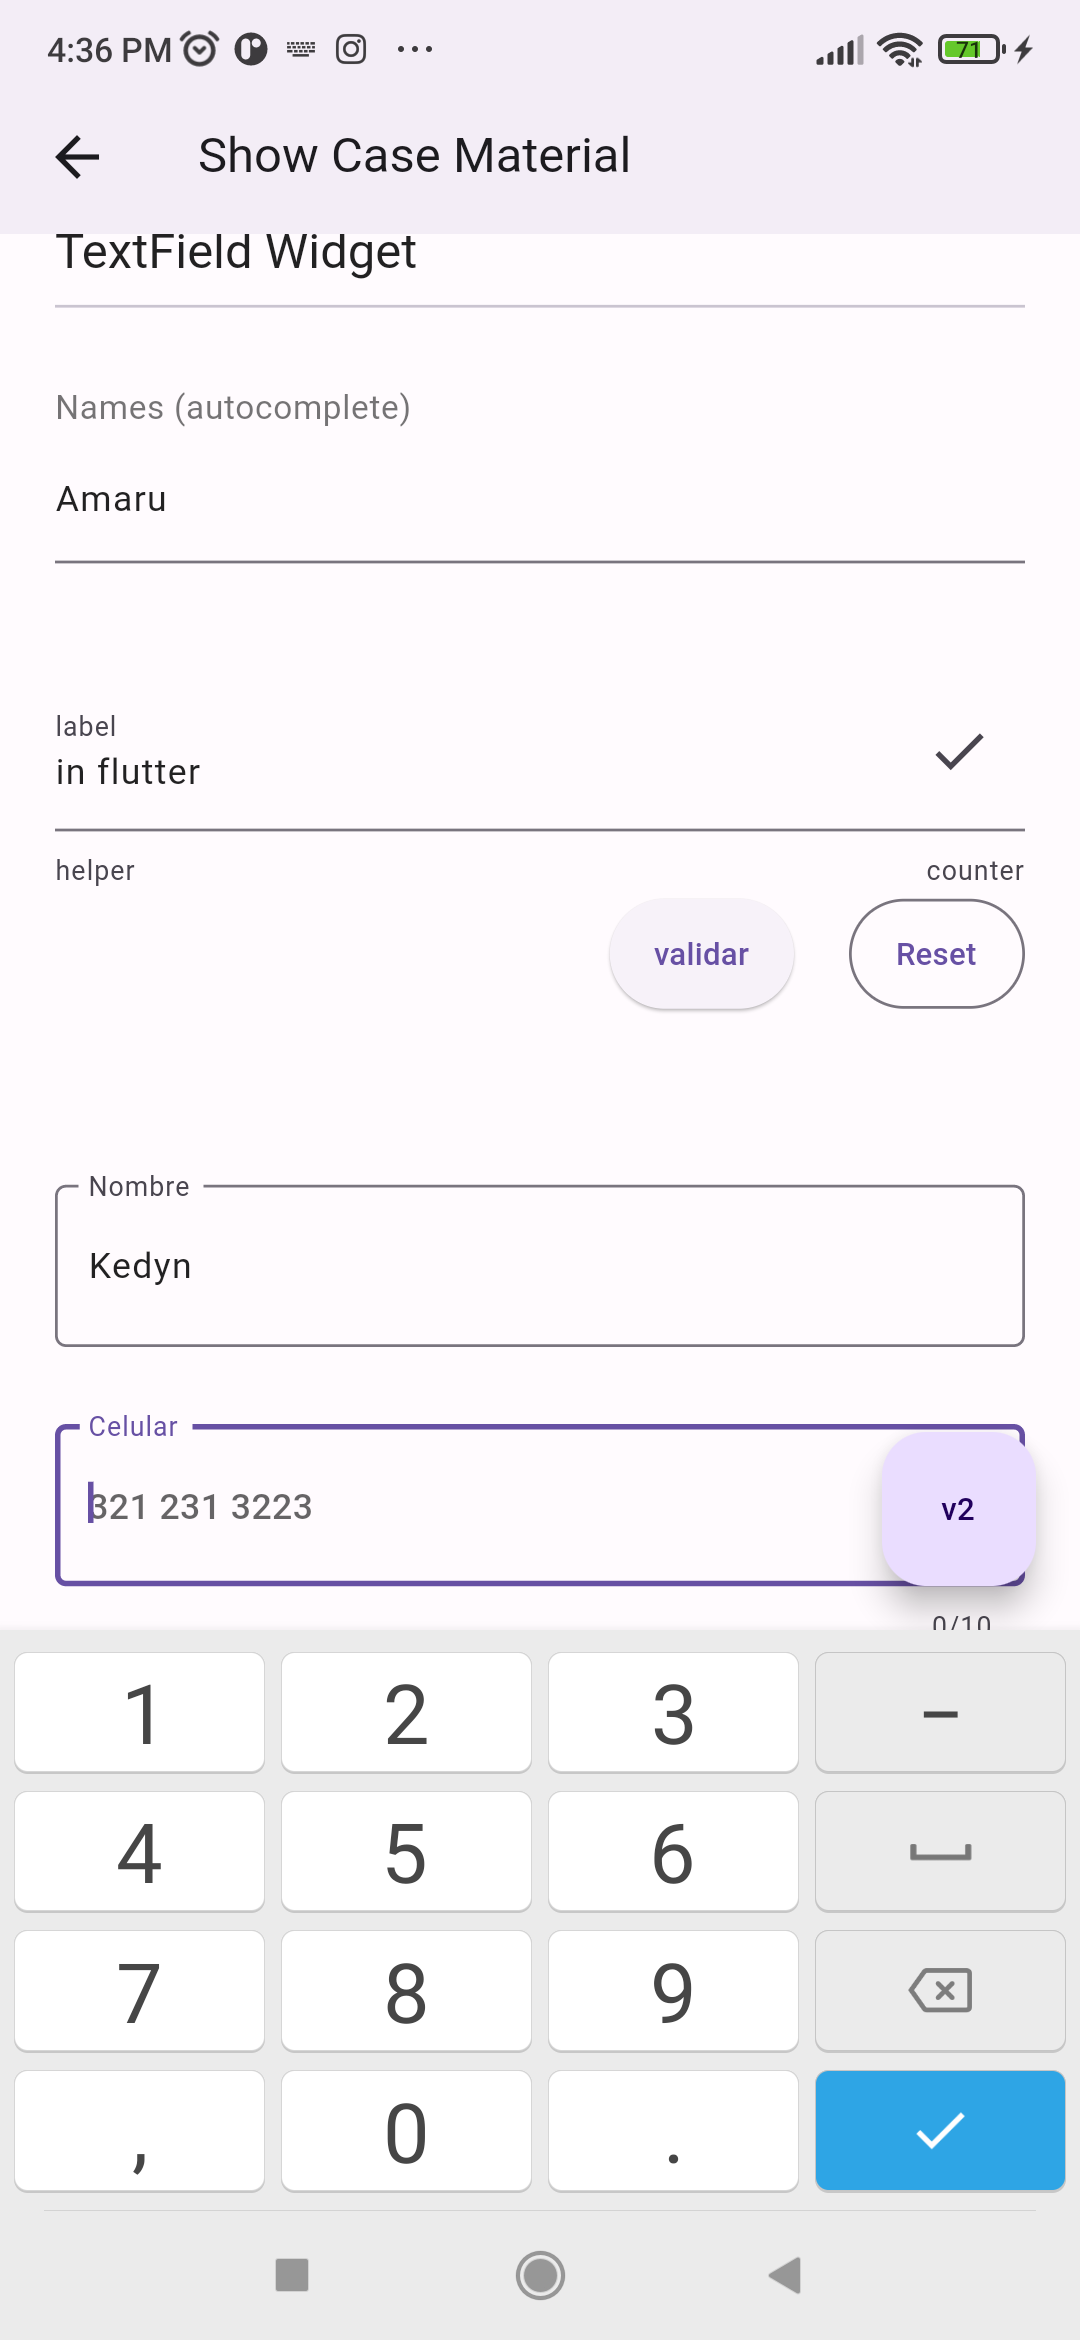 4:36 PM 71
Show Case Material
TextField Widget
Names (autocomplete)
Amaru
label
in flutter
helper counter
validar Reset
Nombre
Kedyn
Celular
321 231 3223
v2
0/10
1 2 3 –
4 5 6
7 8 9
, 0 .